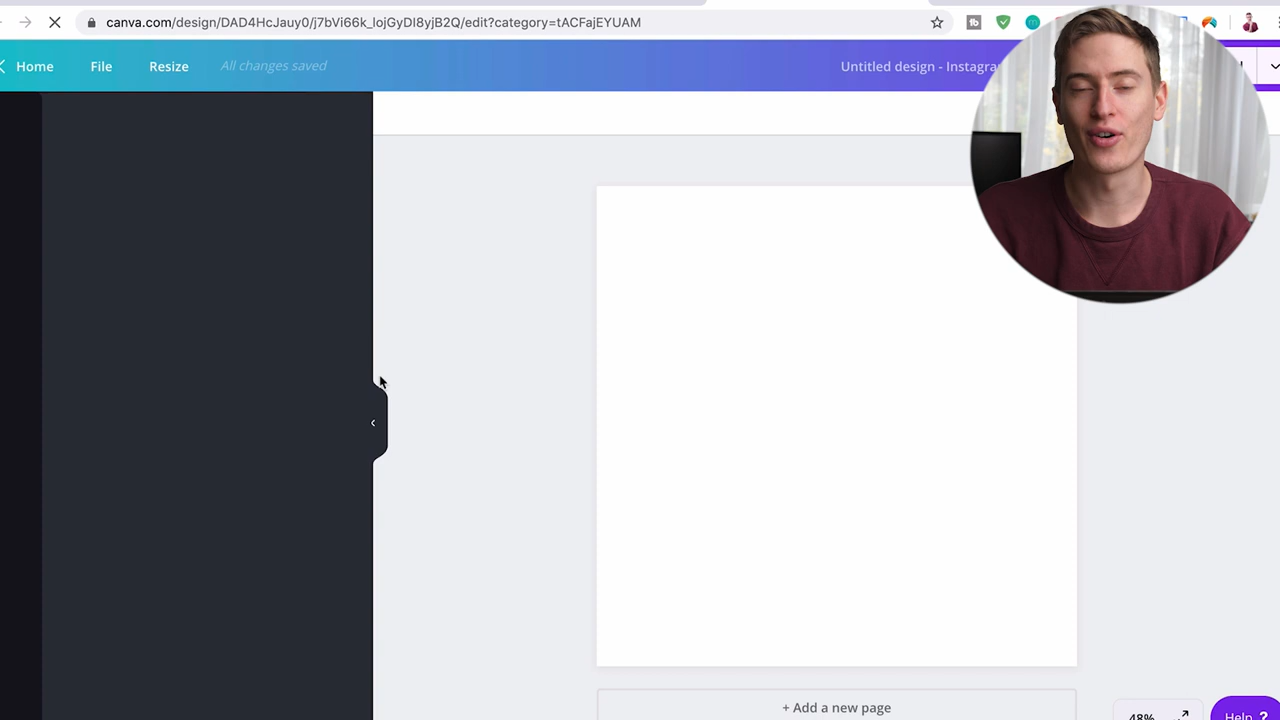 canva.com/design/DAD4HcJauy0/j7bVi66k_lojGyDI8yjB2Q/edit?category=tACFajEYUAM
Home File Resize All changes saved Untitled design - Instagra
+ Add a new page
48% Help ?